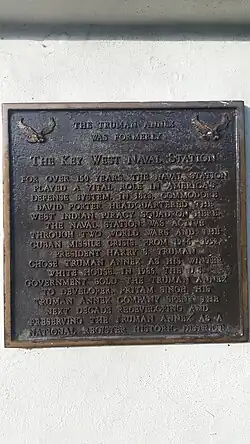 THE TRUMAN ANNEX
WAS FORMERLY
THE KEY WEST NAVAL STATION
FOR OVER 150 YEARS THE NAVAL STATION
PLAYED A VITAL ROLE IN AMERICA'S
DEFENSE SYSTEM. IN 1823, COMMODORE
DAVID PORTER HEADQUARTERED THE
WEST INDIAN PIRACY SQUADRON HERE.
THE NAVAL STATION WAS ACTIVE
THROUGH TWO WORLD WARS AND THE
CUBAN MISSILE CRISIS. FROM
PRESIDENT HARRY S. TRUMAN
CHOSE TRUMAN ANNEX AS HIS WINTER
WHITE HOUSE. IN THE
GOVERNMENT SOLD THE TRUMAN ANNEX
TO DEVELOPER PRITAM SINGH. HIS
TRUMAN ANNEX COMPANY SPENT THE
NEXT DECADE REDEVELOPING AND
PRESERVING THE TRUMAN ANNEX AS A
NATIONAL REGISTER HISTORIC DISTRICT